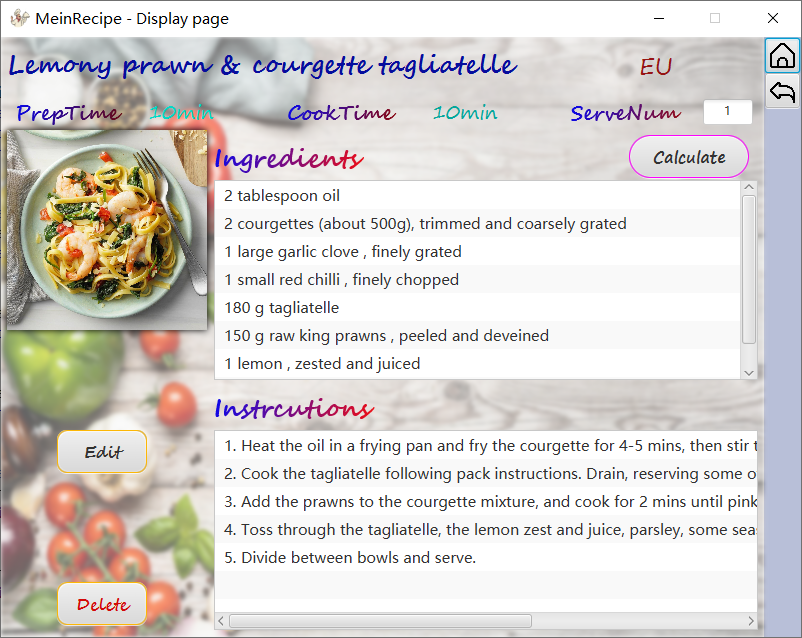 MeinRecipe - Display page
Lemony prawn & courgette tagliatelle EU
PrepTime 10min CookTime 10min ServeNum 1
Ingredients Calculate
2 tablespoon oil
2 courgettes (about 500g), trimmed and coarsely grated
1 large garlic clove , finely grated
1 small red chilli , finely chopped
180 g tagliatelle
150 g raw king prawns , peeled and deveined
1 lemon , zested and juiced
Instrcutions
1. Heat the oil in a frying pan and fry the courgette for 4-5 mins, then stir
Edit
2. Cook the tagliatelle following pack instructions. Drain, reserving some
3. Add the prawns to the courgette mixture, and cook for 2 mins until pink
4. Toss through the tagliatelle, the lemon zest and juice, parsley, some
5. Divide between bowls and serve.
Delete